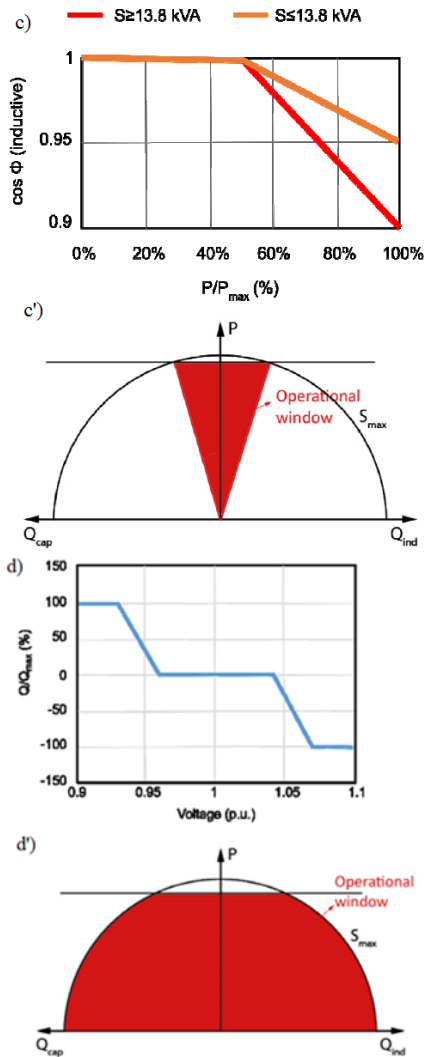 c)
S≥13.8 kVA
S≤13.8 kVA
cos Φ (inductive)
1
0.95
0.9
0% 20% 40% 60% 80% 100%
P/Pmax (%)
c')
P
Operational
window
Smax
Qcap
Qind
d)
Q/Qmax (%)
150
100
50
0
-50
-100
-150
0.9 0.95 1 1.05 1.1
Voltage (p.u.)
d')
P
Operational
window
Smax
Qcap
Qind